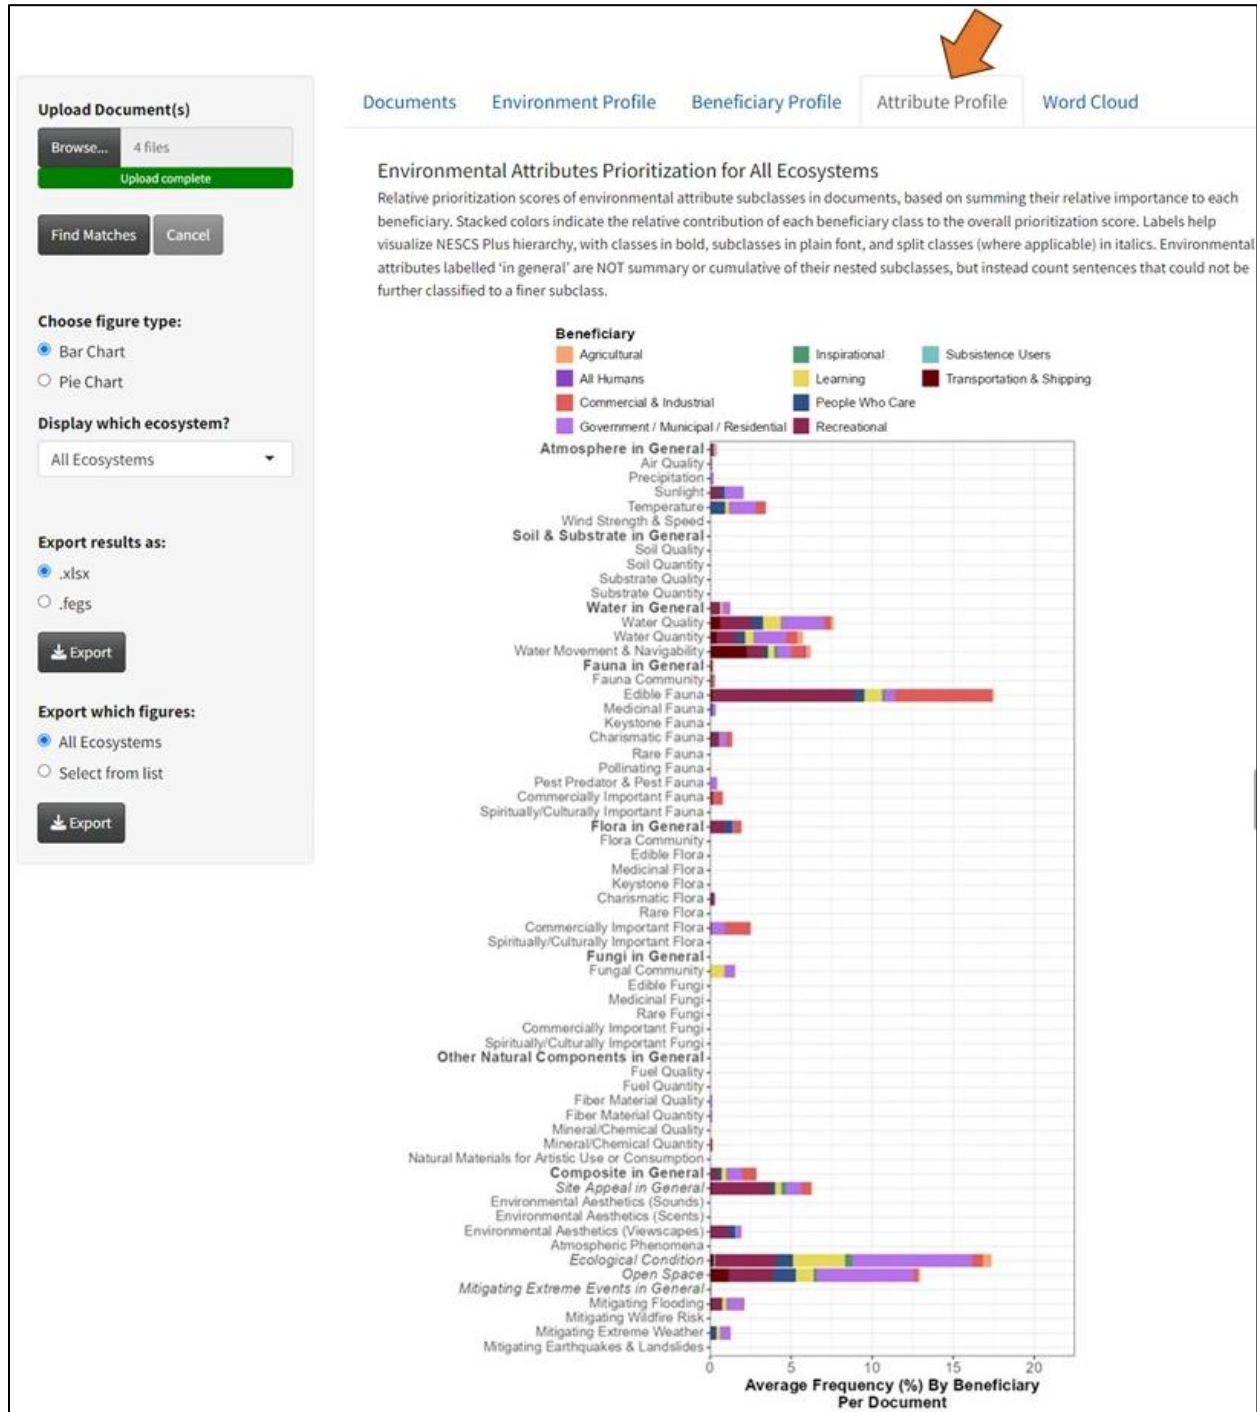 Upload Document(s)
Browse... 4 files
Upload complete
Find Matches Cancel
Choose figure type:
Bar Chart
Pie Chart
Display which ecosystem?
All Ecosystems
Export results as:
.xlsx
.fegs
Export
Export which figures:
All Ecosystems
Select from list
Export
Documents Environment Profile Beneficiary Profile Attribute Profile Word Cloud
Environmental Attributes Prioritization for All Ecosystems
Relative prioritization scores of environmental attribute subclasses in documents, based on summing their relative importance to each
beneficiary. Stacked colors indicate the relative contribution of each beneficiary class to the overall prioritization score. Labels help
visualize NESCS Plus hierarchy, with classes in bold, subclasses in plain font, and split classes (where applicable) in italics. Environmental
attributes labelled 'in general' are NOT summary or cumulative of their nested subclasses, but instead count sentences that could not be
further classified to a finer subclass.
Beneficiary
Agricultural Inspirational Subsistence Users
All Humans Learning Transportation & Shipping
Commercial & Industrial People Who Care
Government / Municipal / Residential Recreational
Atmosphere in General
Air Quality
Precipitation
Sunlight
Temperature
Wind Strength & Speed
Soil & Substrate in General
Soil Quality
Soil Quantity
Substrate Quality
Substrate Quantity
Water in General
Water Quality
Water Quantity
Water Movement & Navigability
Fauna in General
Fauna Community
Edible Fauna
Medicinal Fauna
Keystone Fauna
Charismatic Fauna
Rare Fauna
Pollinating Fauna
Pest Predator & Pest Fauna
Commercially Important Fauna
Spiritually/Culturally Important Fauna
Flora in General
Flora Community
Edible Flora
Medicinal Flora
Keystone Flora
Charismatic Flora
Rare Flora
Commercially Important Flora
Spiritually/Culturally Important Flora
Fungi in General
Fungal Community
Edible Fungi
Medicinal Fungi
Rare Fungi
Commercially Important Fungi
Spiritually/Culturally Important Fungi
Other Natural Components in General
Fuel Quality
Fuel Quantity
Fiber Material Quality
Fiber Material Quantity
Mineral/Chemical Quality
Mineral/Chemical Quantity
Natural Materials for Artistic Use or Consumption
Composite in General
Site Appeal in General
Environmental Aesthetics (Sounds)
Environmental Aesthetics (Scents)
Environmental Aesthetics (Viewscapes)
Atmospheric Phenomena
Ecological Condition
Open Space
Mitigating Extreme Events in General
Mitigating Flooding
Mitigating Wildfire Risk
Mitigating Extreme Weather
Mitigating Earthquakes & Landslides
0 5 10 15 20
Average Frequency (%) By Beneficiary
Per Document